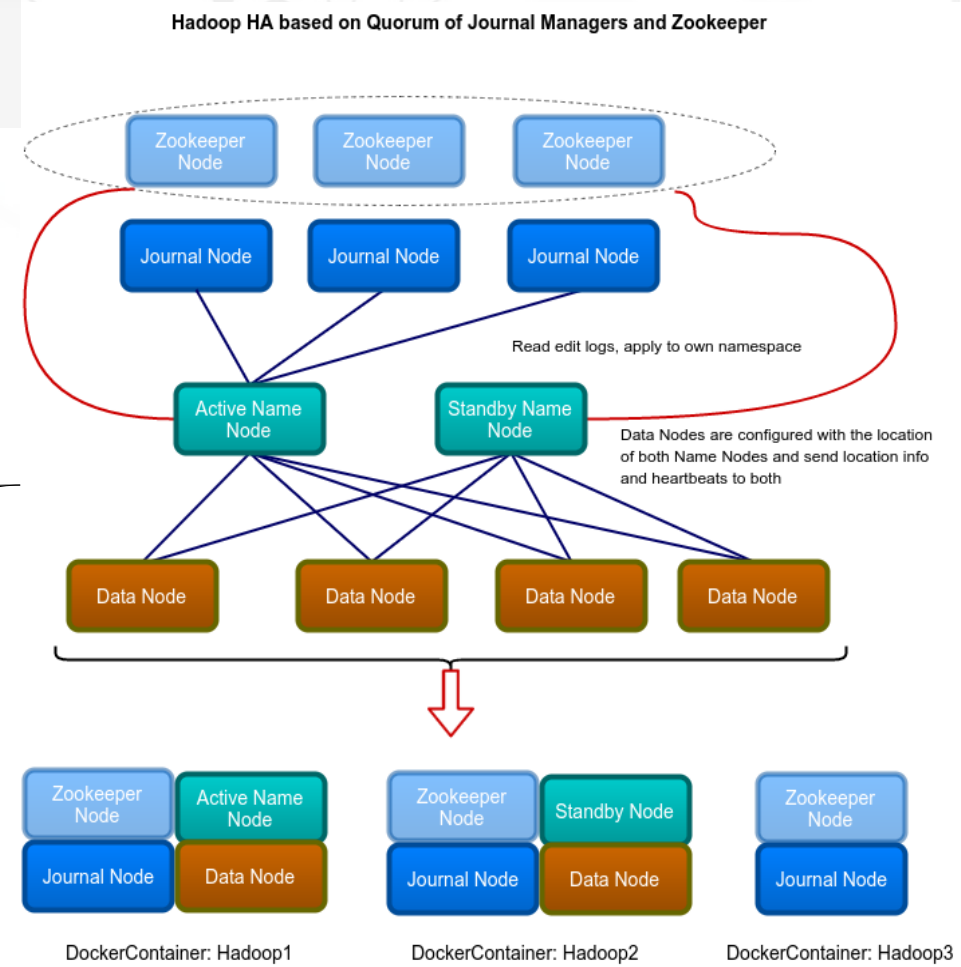 Hadoop HA based on Quorum of Journal Managers and Zookeeper
Zookeeper
Node
Zookeeper
Node
Zookeeper
Node
Journal Node
Journal Node
Journal Node
Read edit logs, apply to own namespace
Active Name
Node
Standby Name
Node
Data Nodes are configured with the location
of both Name Nodes and send location info
and heartbeats to both
Data Node
Data Node
Data Node
Data Node
Zookeeper
Node
Active Name
Node
Journal Node
Data Node
Zookeeper
Node
Standby Node
Journal Node
Data Node
Zookeeper
Node
Journal Node
DockerContainer: Hadoop1
DockerContainer: Hadoop2
DockerContainer: Hadoop3